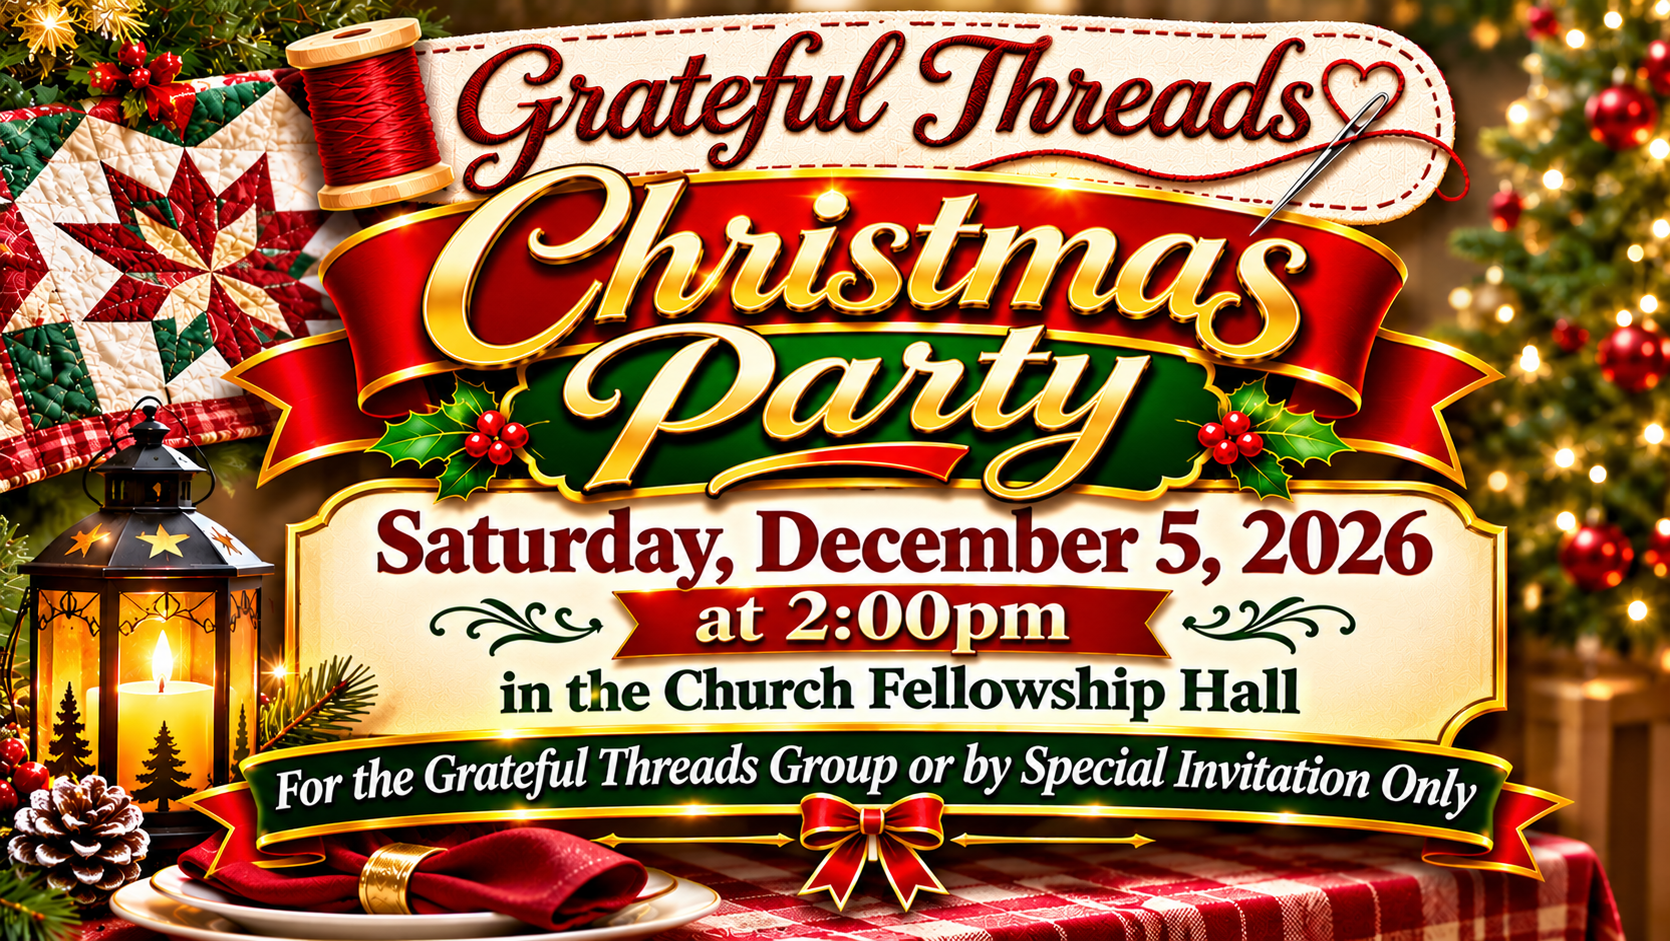 Grateful Threads
Christmas
Party
Saturday, December 5, 2026
at 2:00pm
in the Church Fellowship Hall
For the Grateful Threads Group or by Special Invitation Only